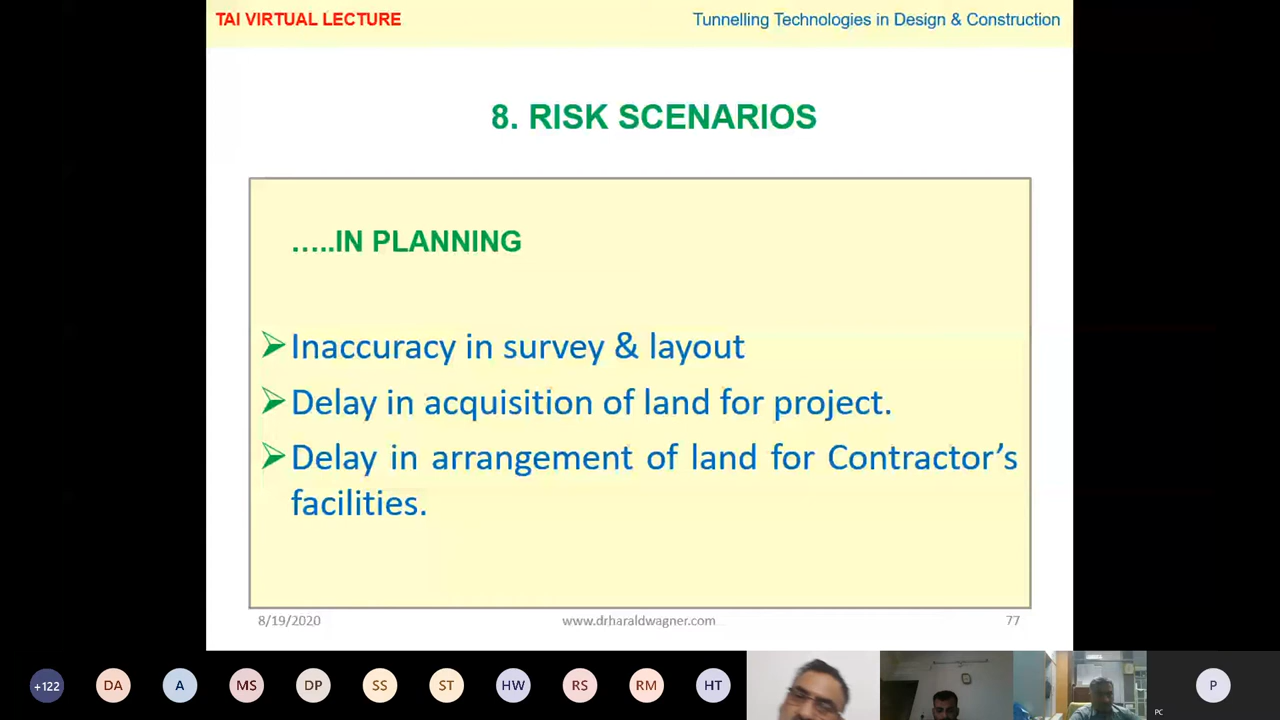 TAI VIRTUAL LECTURE
Tunnelling Technologies in Design & Construction
8. RISK SCENARIOS
…..IN PLANNING
Inaccuracy in survey & layout
Delay in acquisition of land for project.
Delay in arrangement of land for Contractor’s
facilities.
8/19/2020
www.drharaldwagner.com
77
+122
DA
A
MS
DP
SS
ST
HW
RS
RM
HT
P
PC